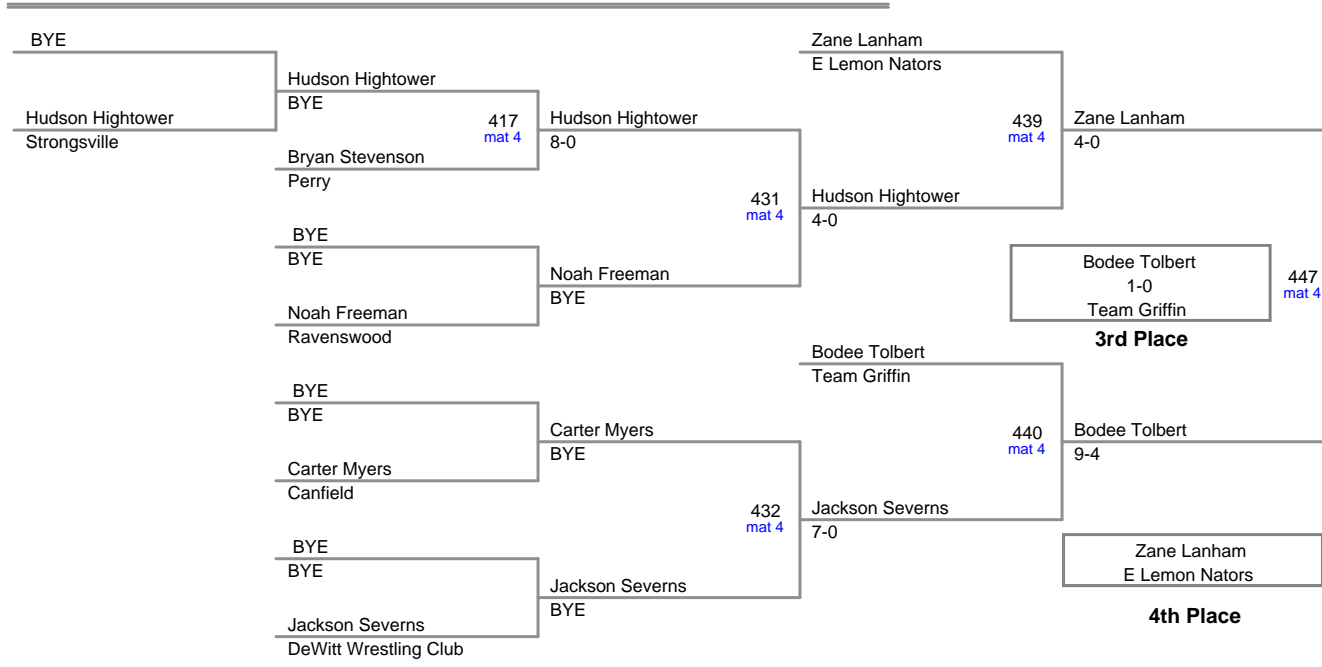 BYE
Hudson Hightower
Strongsville
Hudson Hightower
BYE
417
mat 4
Bryan Stevenson
Perry
Hudson Hightower
8-0
BYE
BYE
Noah Freeman
Ravenswood
Noah Freeman
BYE
431
mat 4
Zane Lanham
E Lemon Nators
439
mat 4
Hudson Hightower
4-0
Zane Lanham
4-0
Bodee Tolbert
1-0
Team Griffin
447
mat 4
3rd Place
BYE
BYE
Carter Myers
Canfield
Carter Myers
BYE
432
mat 4
BYE
BYE
Jackson Severns
DeWitt Wrestling Club
Jackson Severns
BYE
Bodee Tolbert
Team Griffin
440
mat 4
Jackson Severns
7-0
Bodee Tolbert
9-4
Zane Lanham
E Lemon Nators
4th Place